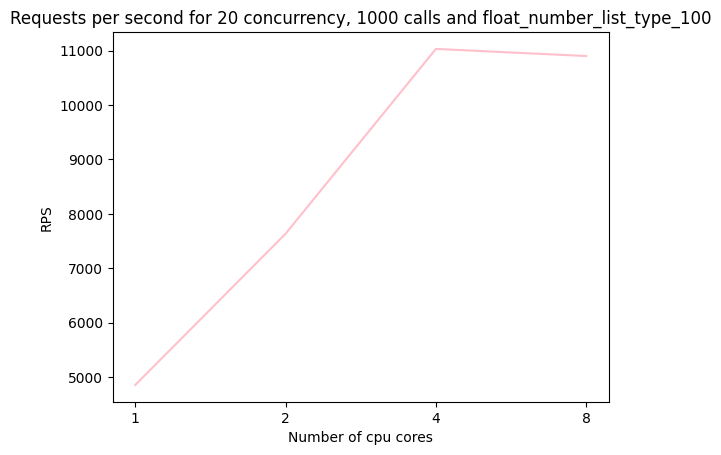 Requests per second for 20 concurrency, 1000 calls and float_number_list_type_100
11000
10000
9000
8000
7000
6000
5000
RPS
1 2 4 8
Number of cpu cores